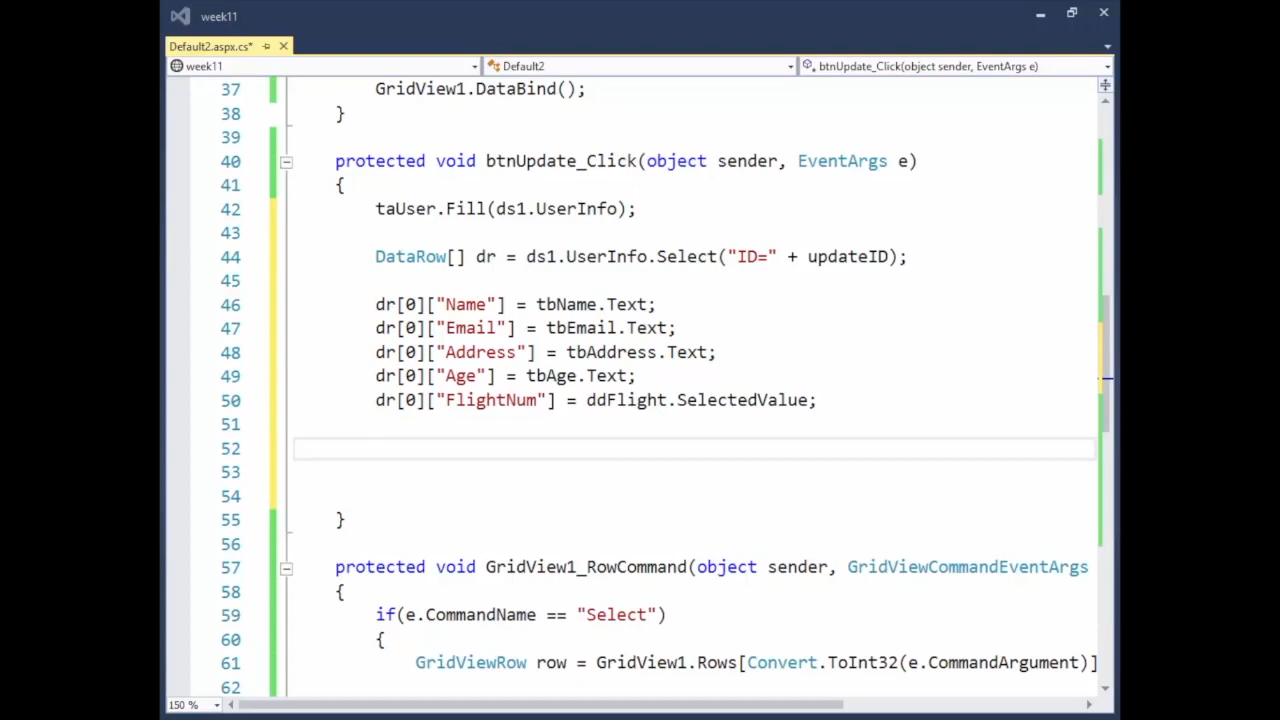 week11
Default2.aspx.cs*
week11 Default2 btnUpdate_Click(object sender, EventArgs e)
37 GridView1.DataBind();
38 }
39
40 protected void btnUpdate_Click(object sender, EventArgs e)
41 {
42 taUser.Fill(ds1.UserInfo);
43
44 DataRow[] dr = ds1.UserInfo.Select("ID=" + updateID);
45
46 dr[0]["Name"] = tbName.Text;
47 dr[0]["Email"] = tbEmail.Text;
48 dr[0]["Address"] = tbAddress.Text;
49 dr[0]["Age"] = tbAge.Text;
50 dr[0]["FlightNum"] = ddFlight.SelectedValue;
51
52
53
54
55 }
56
57 protected void GridView1_RowCommand(object sender, GridViewCommandEventArgs
58 {
59 if(e.CommandName == "Select")
60 {
61 GridViewRow row = GridView1.Rows[Convert.ToInt32(e.CommandArgument)]
62
150 %